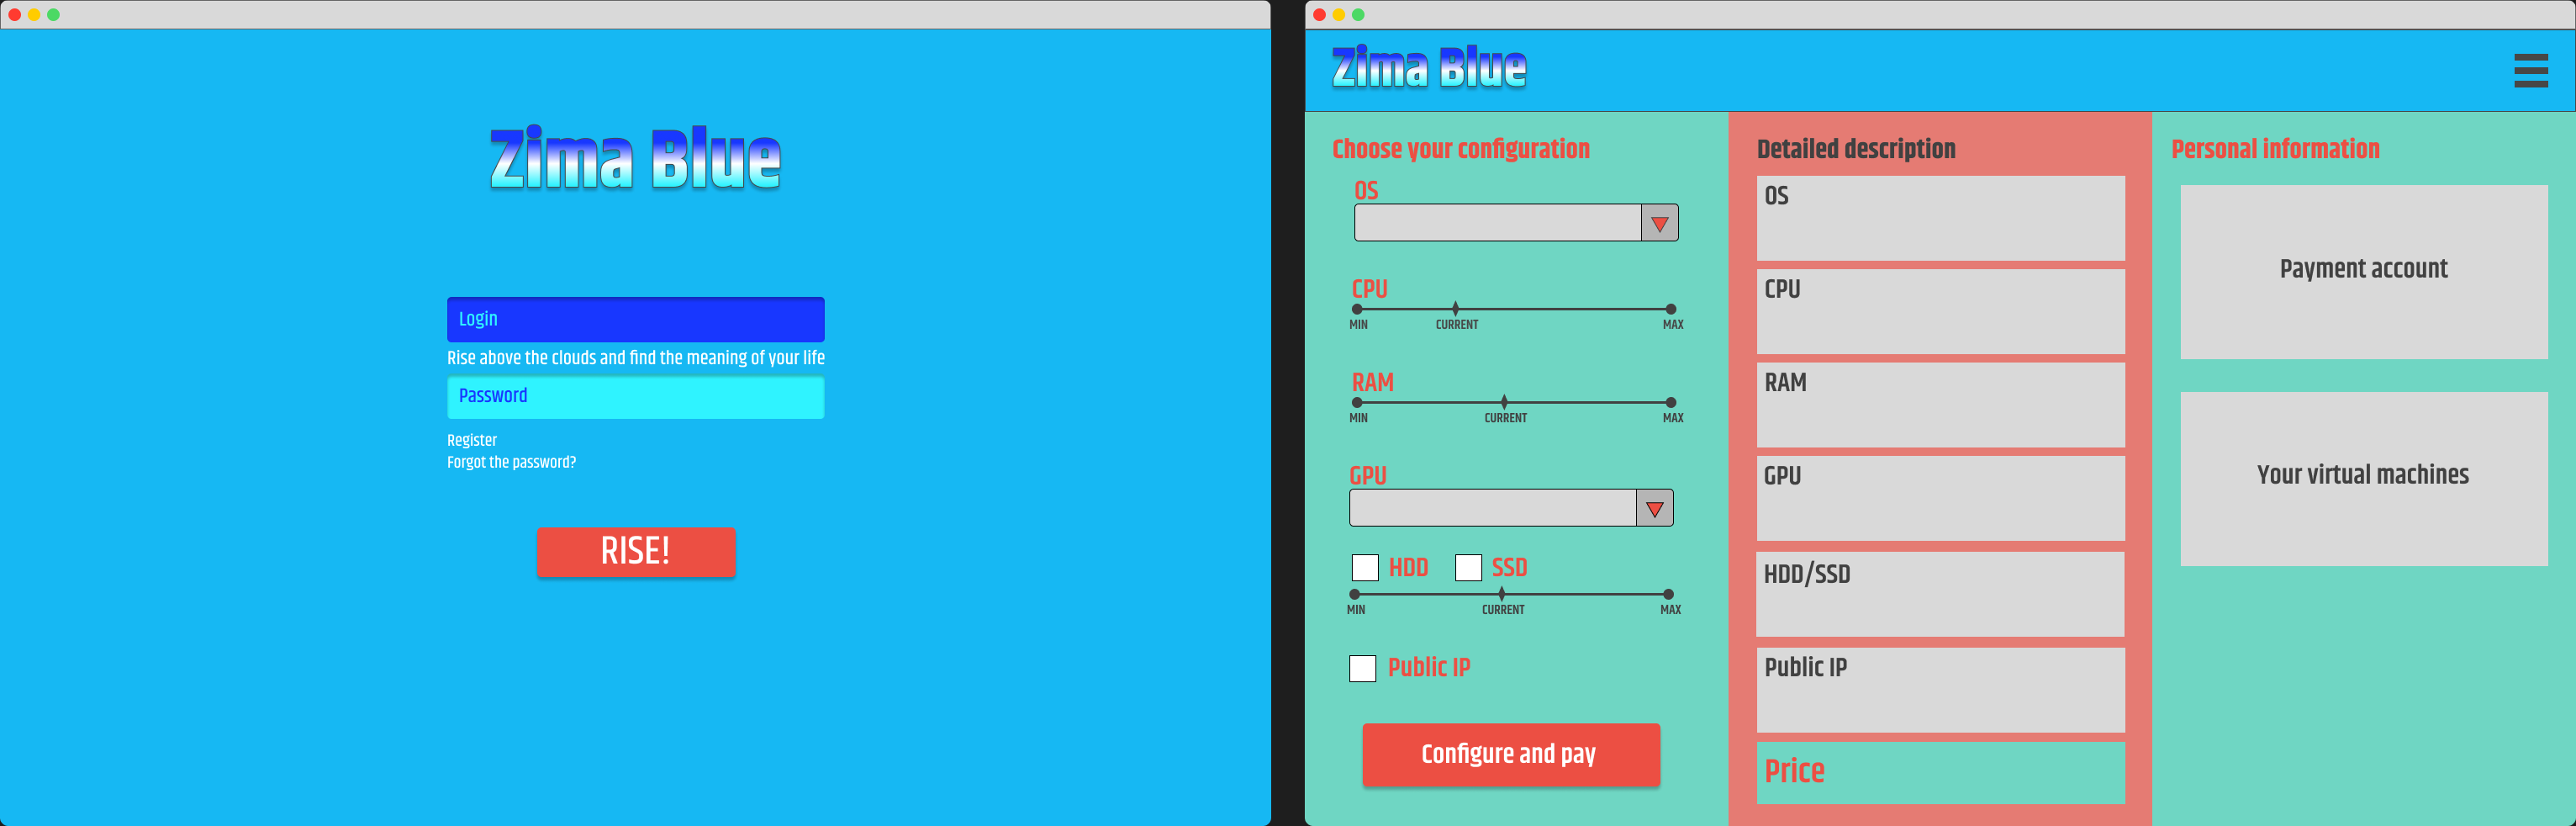 Zima Blue
Login
Rise above the clouds and find the meaning of your life
Password
Register
Forgot the password?
RISE!
Zima Blue
Choose your configuration
OS
CPU
MIN CURRENT MAX
RAM
MIN CURRENT MAX
GPU
HDD SSD
MIN CURRENT MAX
Public IP
Configure and pay
Detailed description
OS
CPU
RAM
GPU
HDD/SSD
Public IP
Price
Personal information
Payment account
Your virtual machines